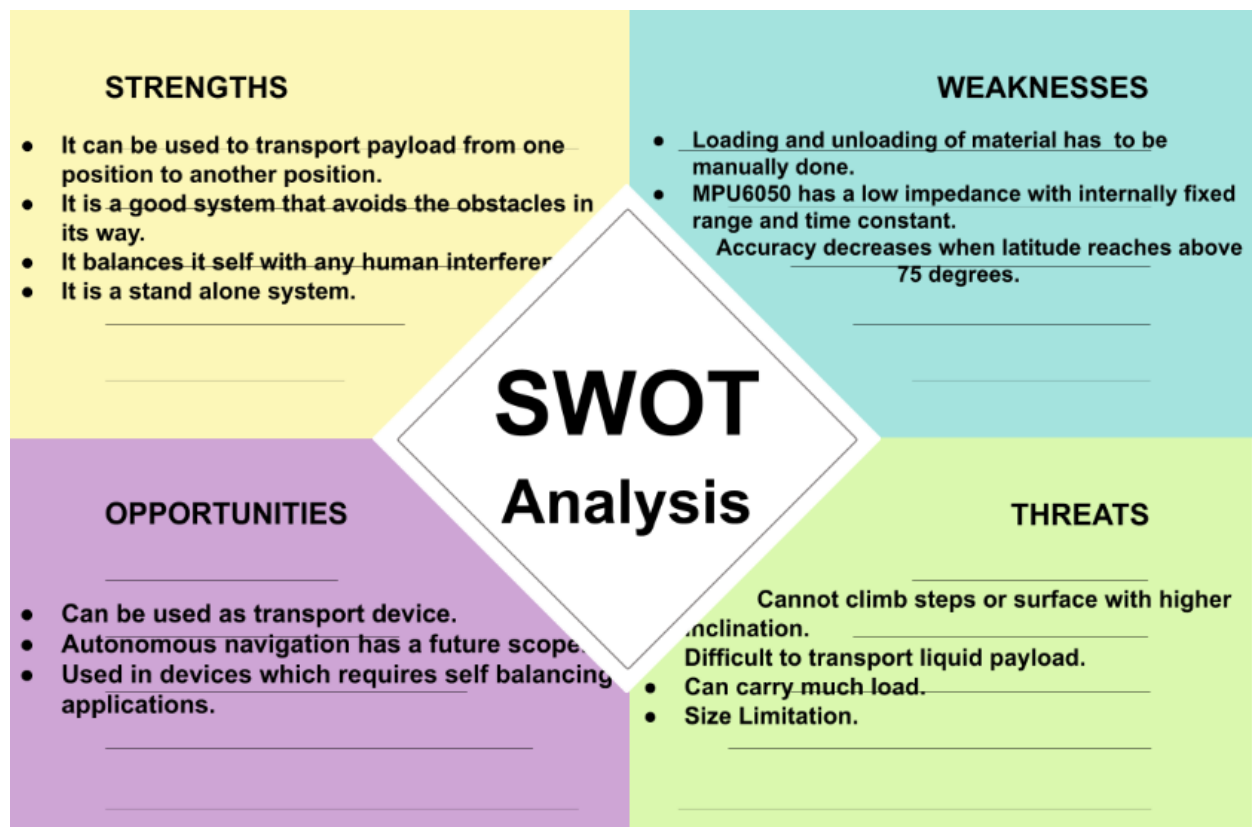 STRENGTHS
● It can be used to transport payload from one
position to another position.
● It is a good system that avoids the obstacles in
its way.
● It balances it self with any human
● It is a stand alone system.
WEAKNESSES
● Loading and unloading of material has to be
manually done.
● MPU6050 has a low impedance with internally fixed
range and time constant.
Accuracy decreases when latitude reaches above
75 degrees.
SWOT
Analysis
OPPORTUNITIES
● Can be used as transport device.
● Autonomous navigation has a future scope.
● Used in devices which requires self balancing
applications.
THREATS
Cannot climb steps or surface with higher
inclination.
Difficult to transport liquid payload.
● Can carry much load.
● Size Limitation.